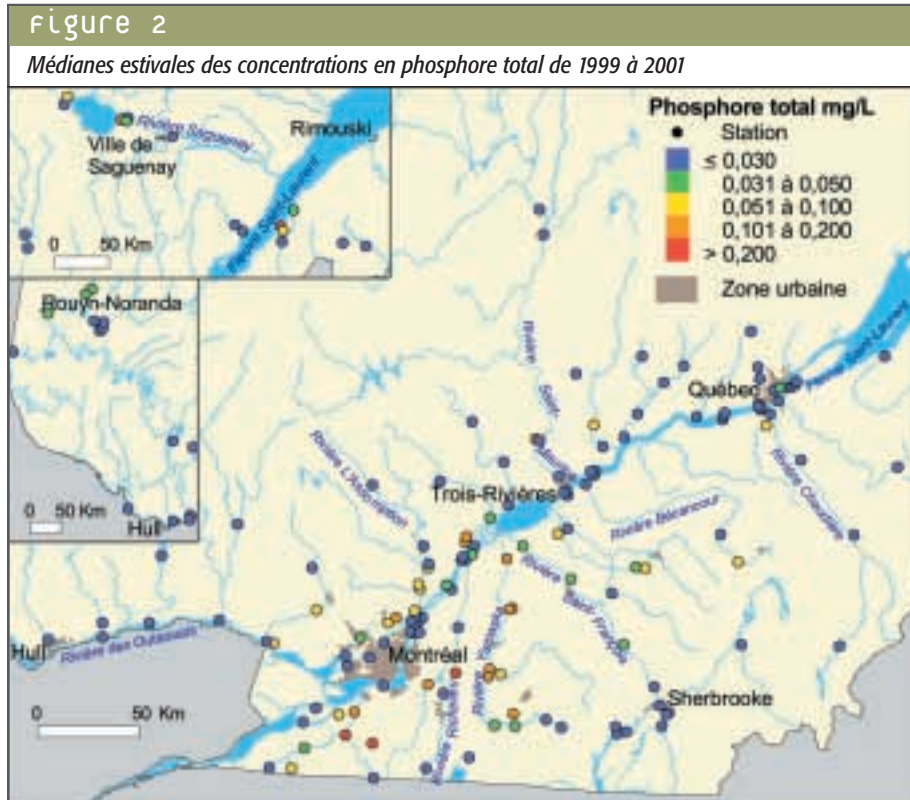 Figure 2
Médianes estivales des concentrations en phosphore total de 1999 à 2001
Phosphore total mg/L
Station
≤ 0,030
0,031 à 0,050
0,051 à 0,100
0,101 à 0,200
> 0,200
Zone urbaine
Rivière Saguenay
Rimouski
Ville de
Saguenay
Fleuve Saint-Laurent
0 50 Km
Rouyn-Noranda
0 50 Km
Hull
Rivière Saint-
Maurice
Québec
Fleuve Saint-Laurent
Rivière L'Assomption
Trois-Rivières
Rivière Bécancour
Rivière Chaudière
Rivière
Saint-François
Hull
Rivière des Outaouais
Montréal
Rivière Yamaska
Rivière Richelieu
Sherbrooke
0 50 Km